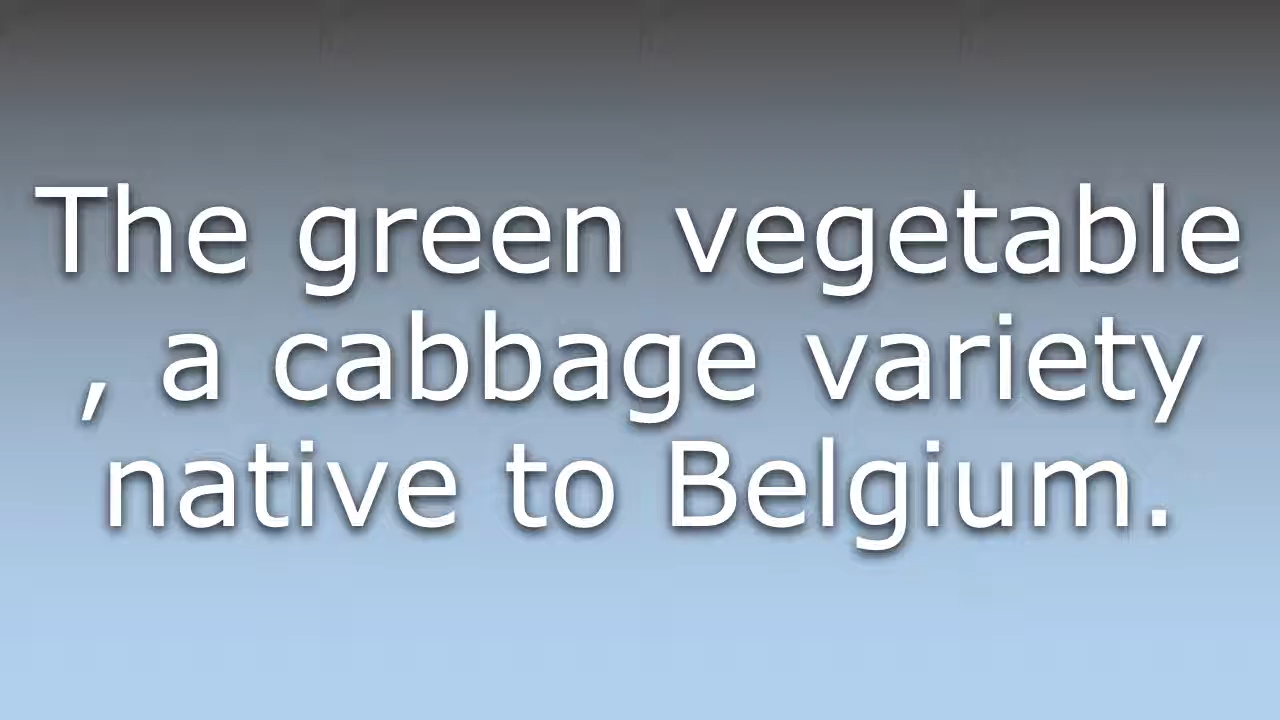 The green vegetable
, a cabbage variety
native to Belgium.